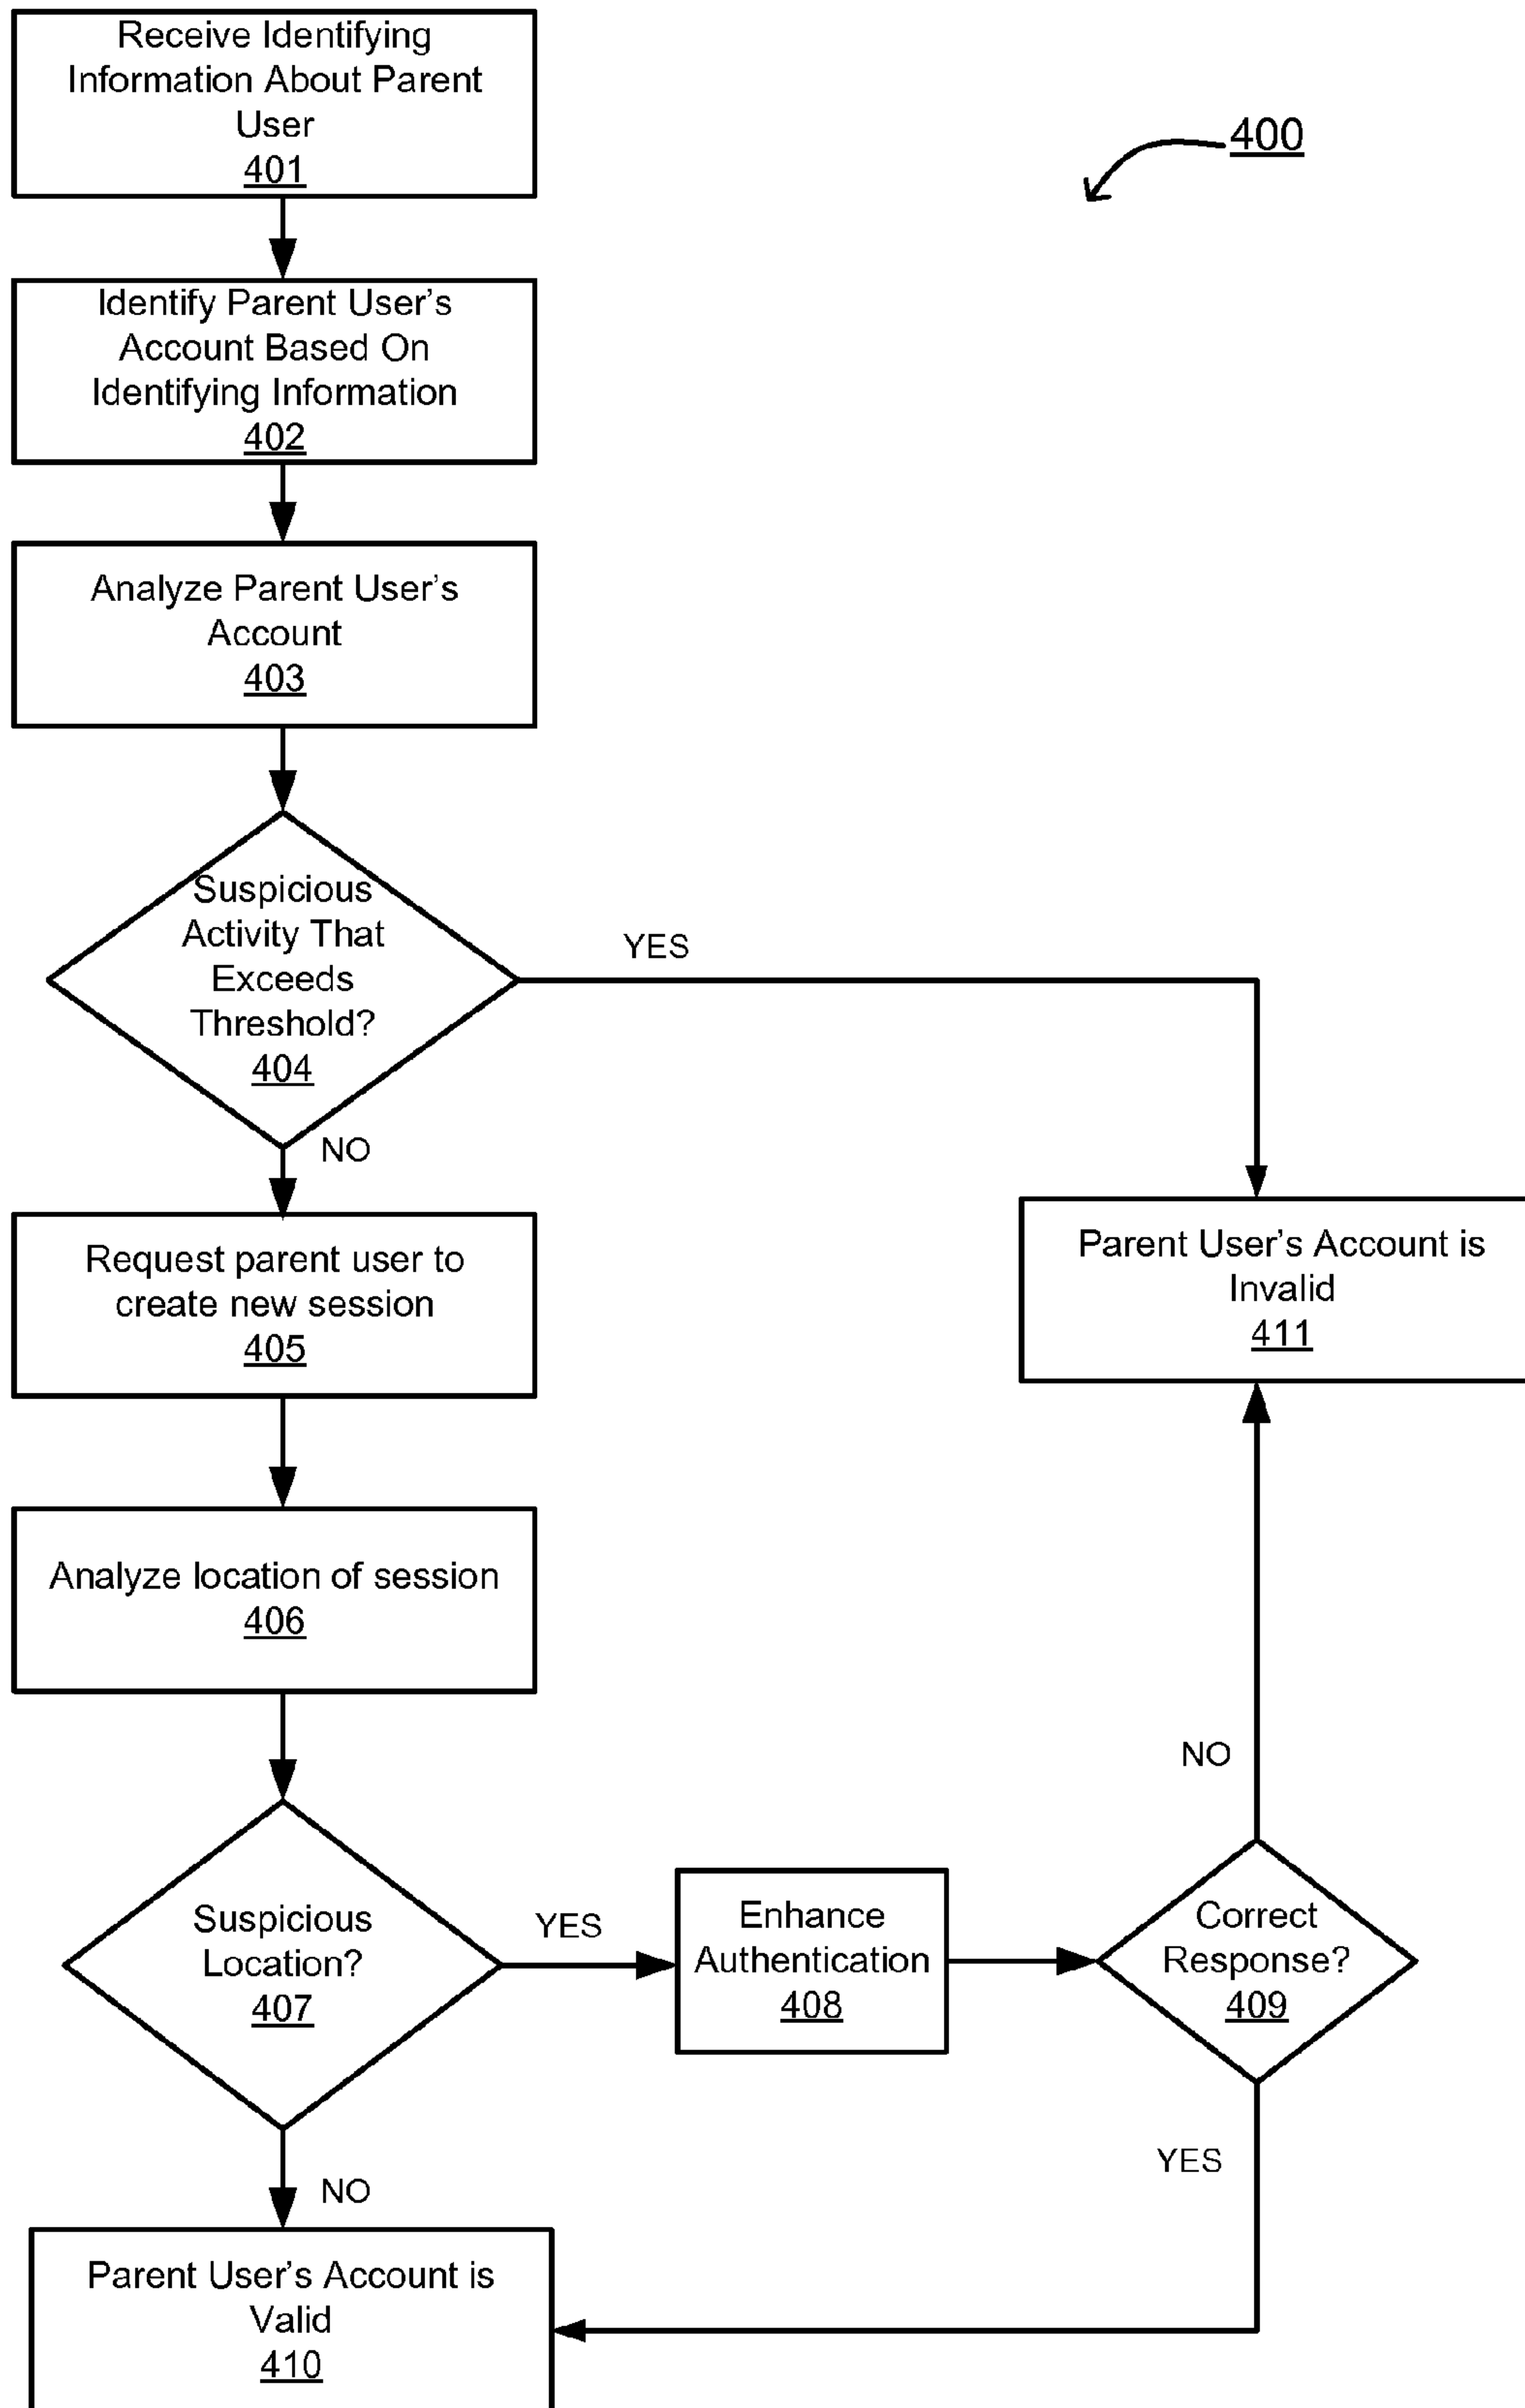 Receive Identifying
Information About Parent
User
401
400
Identify Parent User's
Account Based On
Identifying Information
402
Analyze Parent User's
Account
403
Suspicious
Activity That
Exceeds
Threshold?
404
YES
NO
Request parent user to
create new session
405
Parent User's Account is
Invalid
411
Analyze location of session
406
NO
Suspicious
Location?
407
YES
Enhance
Authentication
408
Correct
Response?
409
YES
NO
Parent User's Account is
Valid
410